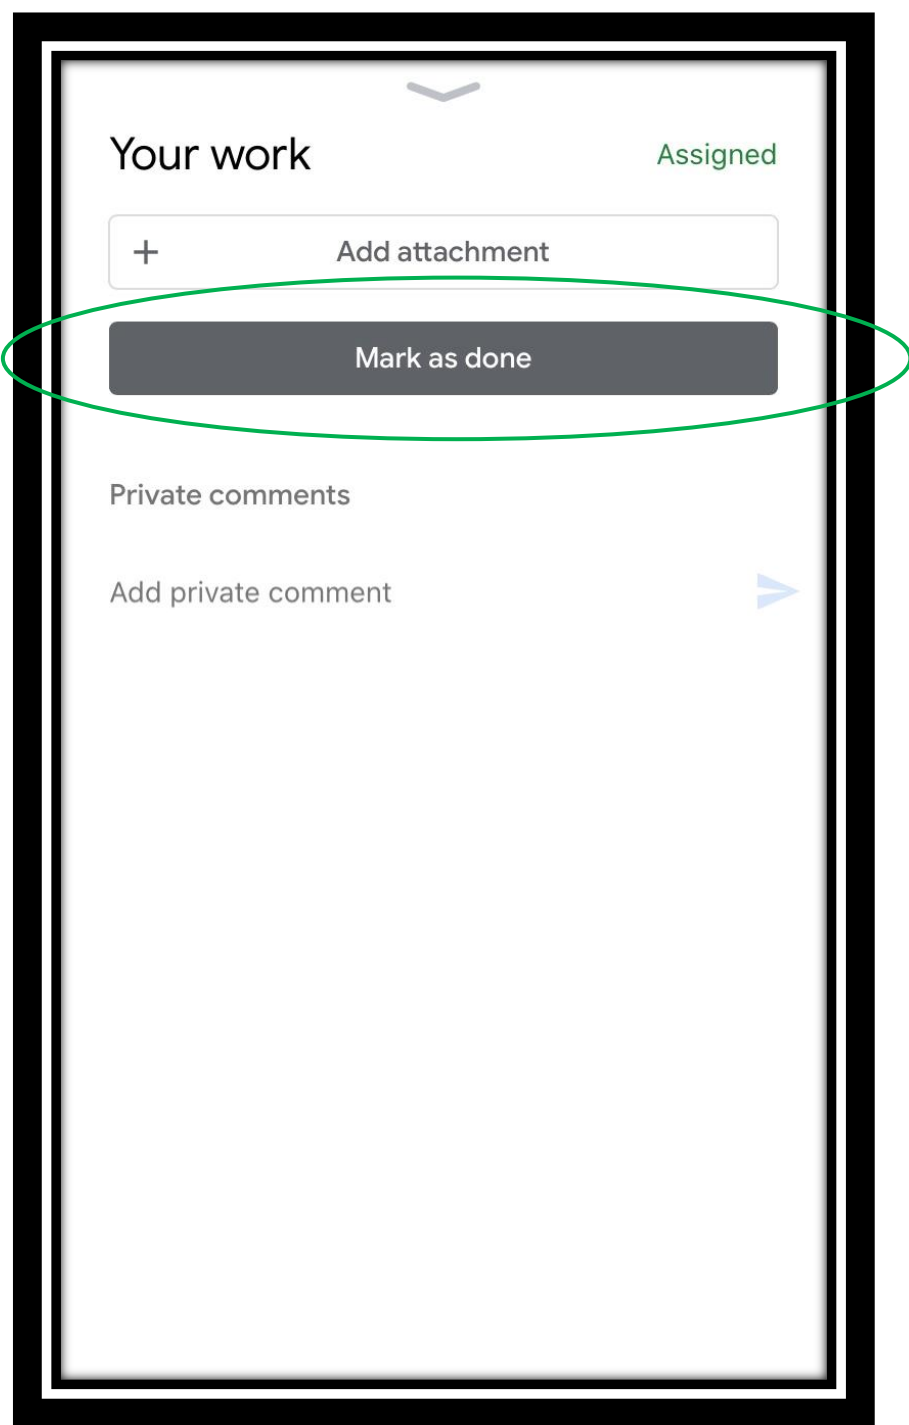 Your work
Assigned
+ Add attachment
Mark as done
Private comments
Add private comment